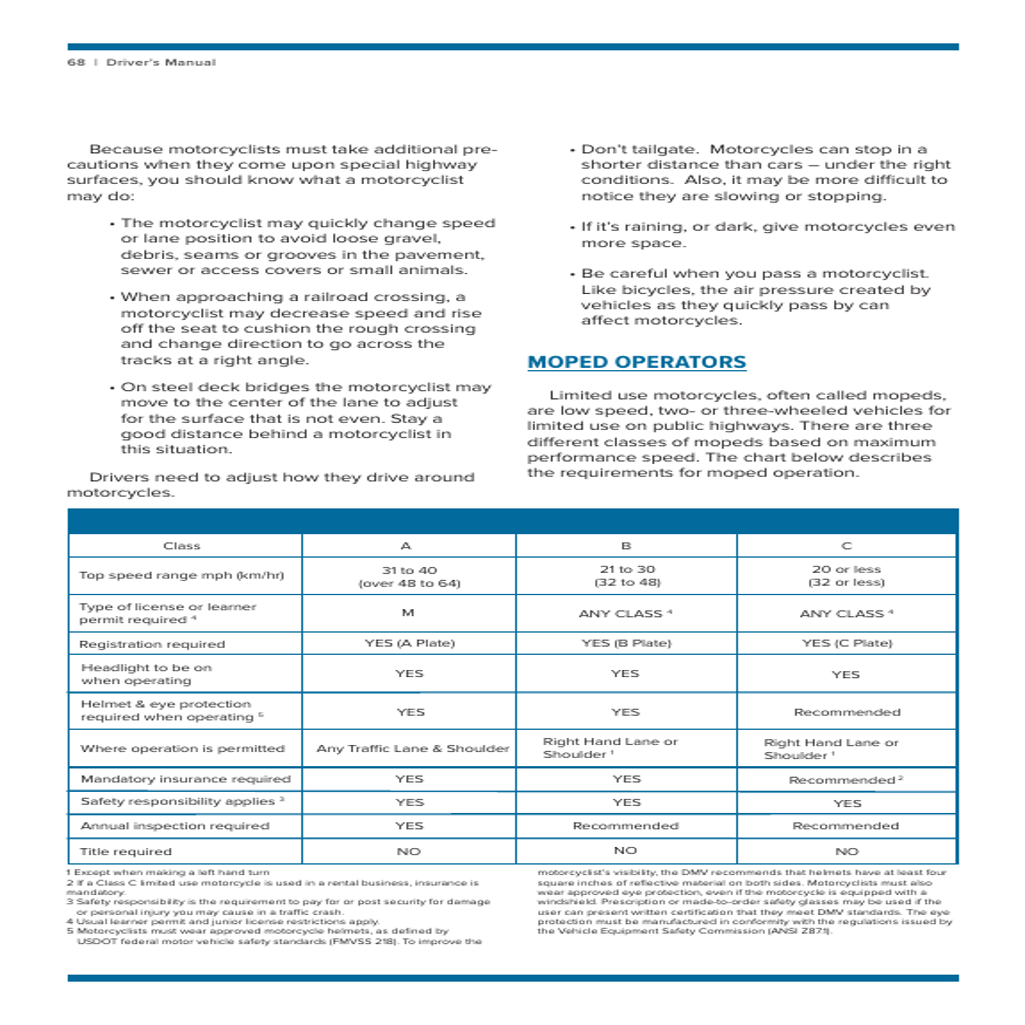 68 | Driver's Manual
Because motorcyclists must take additional pre-
cautions when they come upon special highway
surfaces, you should know what a motorcyclist
may do:
• The motorcyclist may quickly change speed
or lane position to avoid loose gravel,
debris, seams or grooves in the pavement,
sewer or access covers or small animals.
• When approaching a railroad crossing, a
motorcyclist may decrease speed and rise
off the seat to cushion the rough crossing
and change direction to go across the
tracks at a right angle.
• On steel deck bridges the motorcyclist may
move to the center of the lane to adjust
for the surface that is not even. Stay a
good distance behind a motorcyclist in
this situation.
Drivers need to adjust how they drive around
motorcycles.
• Don't tailgate.  Motorcycles can stop in a
shorter distance than cars – under the right
conditions.  Also, it may be more difficult to
notice they are slowing or stopping.
• If it's raining, or dark, give motorcycles even
more space.
• Be careful when you pass a motorcyclist.
Like bicycles, the air pressure created by
vehicles as they quickly pass by can
affect motorcycles.
MOPED OPERATORS
Limited use motorcycles, often called mopeds,
are low speed, two- or three-wheeled vehicles for
limited use on public highways. There are three
different classes of mopeds based on maximum
performance speed. The chart below describes
the requirements for moped operation.
Class A B C
Top speed range mph (km/hr) 31 to 40 (over 48 to 64) 21 to 30 (32 to 48) 20 or less (32 or less)
Type of license or learner permit required 4 M ANY CLASS 4 ANY CLASS 4
Registration required YES (A Plate) YES (B Plate) YES (C Plate)
Headlight to be on when operating YES YES YES
Helmet & eye protection required when operating 5 YES YES Recommended
Where operation is permitted Any Traffic Lane & Shoulder Right Hand Lane or Shoulder 1 Right Hand Lane or Shoulder 1
Mandatory insurance required YES YES Recommended 2
Safety responsibility applies 3 YES YES YES
Annual inspection required YES Recommended Recommended
Title required NO NO NO
1 Except when making a left hand turn
2 If a Class C limited use motorcycle is used in a rental business, insurance is
mandatory.
3 Safety responsibility is the requirement to pay for or post security for damage
or personal injury you may cause in a traffic crash.
4 Usual learner permit and junior license restrictions apply.
5 Motorcyclists must wear approved motorcycle helmets, as defined by
USDOT federal motor vehicle safety standards (FMVSS 218). To improve the
motorcyclist's visibility, the DMV recommends that helmets have at least four
square inches of reflective material on both sides. Motorcyclists must also
wear approved eye protection, even if the motorcycle is equipped with a
windshield. Prescription or made-to-order safety glasses may be used if the
user can present written certification that they meet DMV standards. The eye
protection must be manufactured in conformity with the regulations issued by
the Vehicle Equipment Safety Commission (ANSI Z87.1).